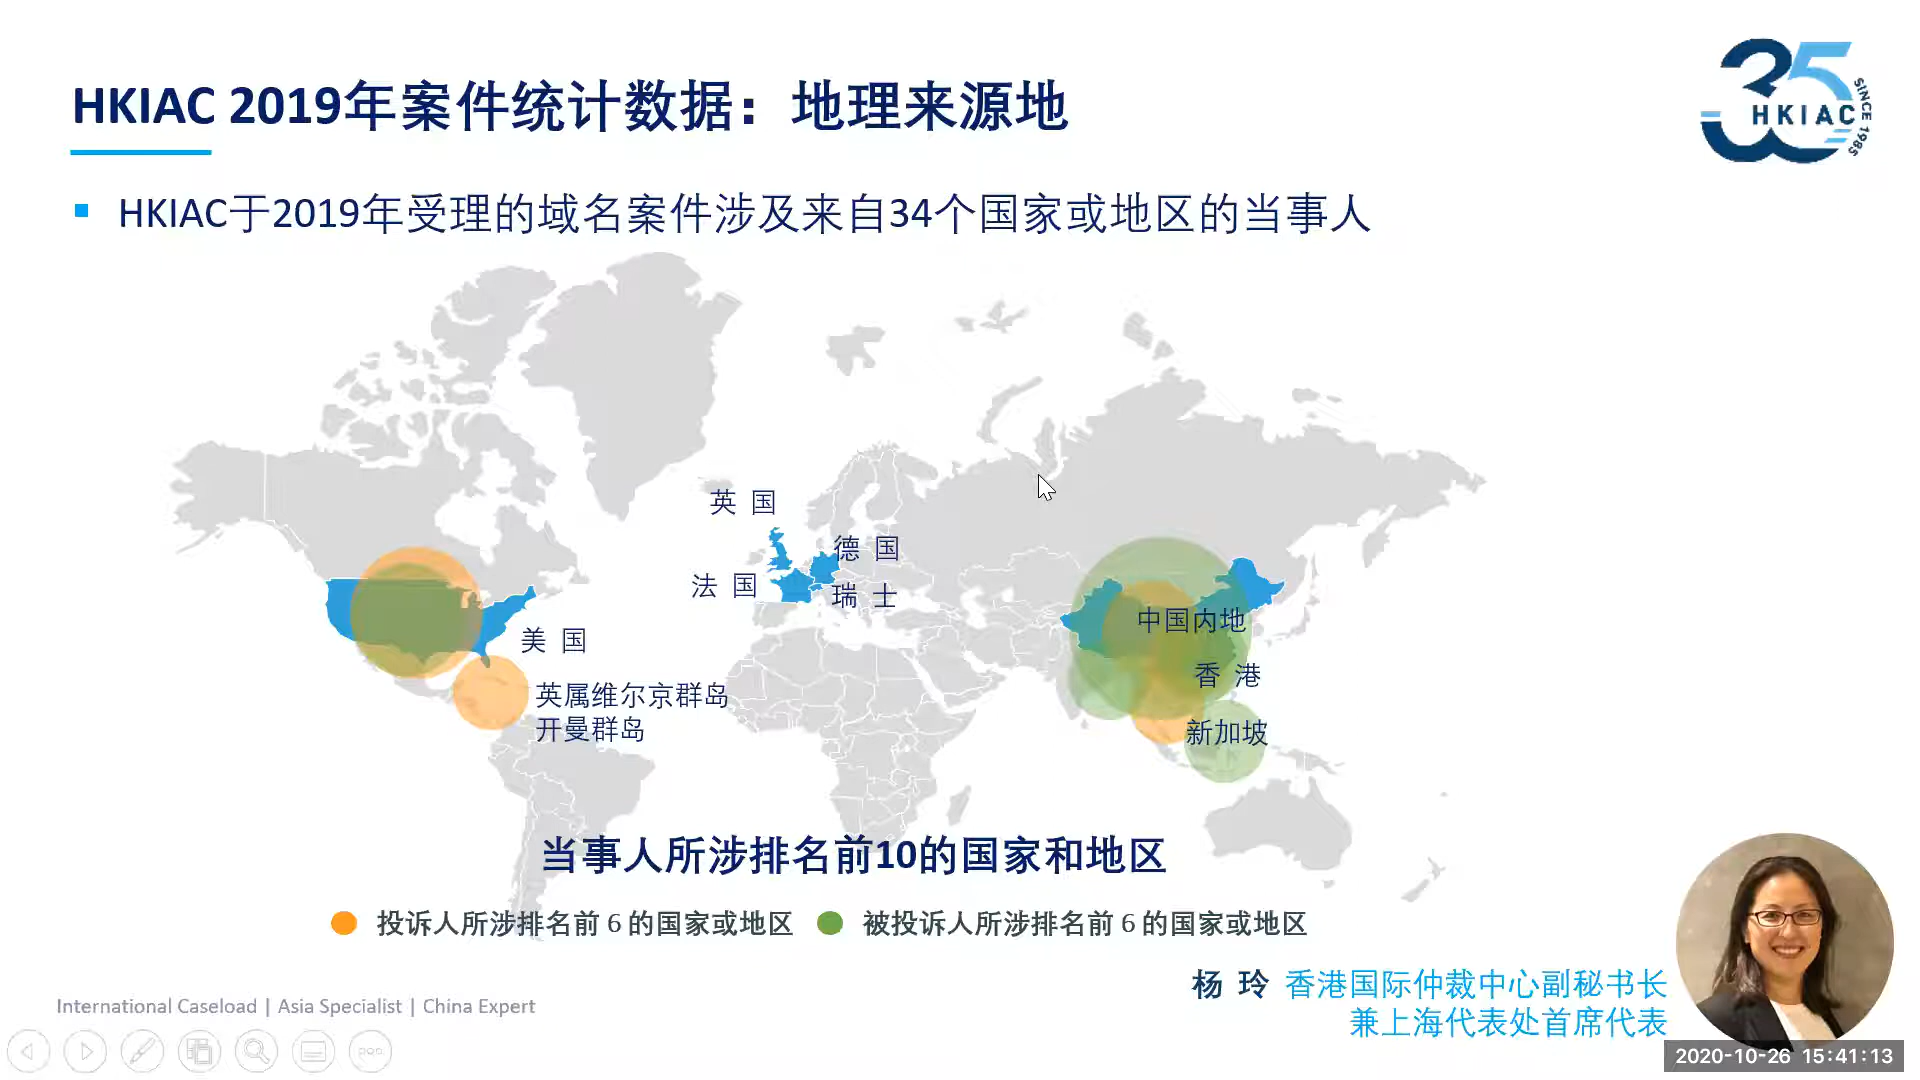 HKIAC 2019年案件统计数据：地理来源地
35
HKIAC
SINCE 1985
HKIAC于2019年受理的域名案件涉及来自34个国家或地区的当事人
英 国
德 国
法 国
瑞 士
美 国
英属维尔京群岛
开曼群岛
中国内地
香 港
新加坡
当事人所涉排名前10的国家和地区
投诉人所涉排名前 6 的国家或地区
被投诉人所涉排名前 6 的国家或地区
杨 玲 香港国际仲裁中心副秘书长
兼上海代表处首席代表
International Caseload | Asia Specialist | China Expert
2020-10-26 15:41:13